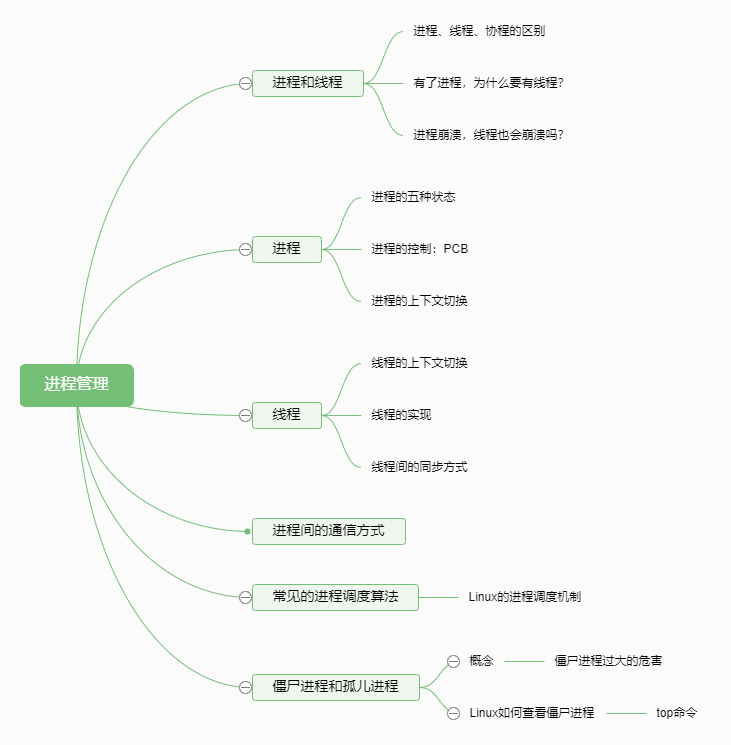 进程管理
进程和线程
进程、线程、协程的区别
有了进程，为什么要有线程？
进程崩溃，线程也会崩溃吗？
进程
进程的五种状态
进程的控制：PCB
进程的上下文切换
线程
线程的上下文切换
线程的实现
线程间的同步方式
进程间的通信方式
常见的进程调度算法
Linux的进程调度机制
僵尸进程和孤儿进程
概念
僵尸进程过大的危害
Linux如何查看僵尸进程
top命令